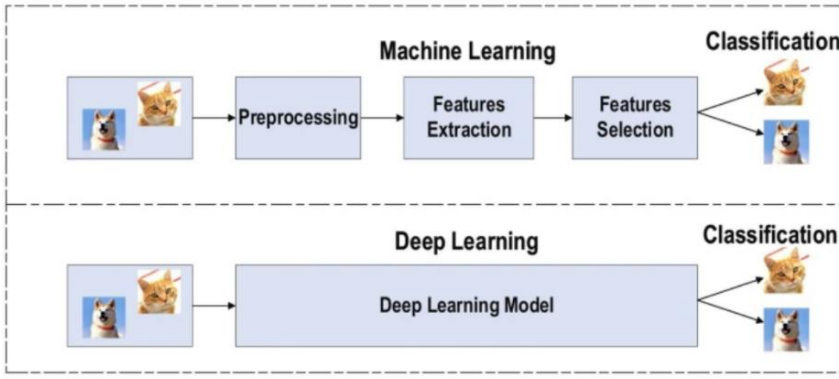 Machine Learning
Classification
Preprocessing
Features
Extraction
Features
Selection
Deep Learning
Classification
Deep Learning Model